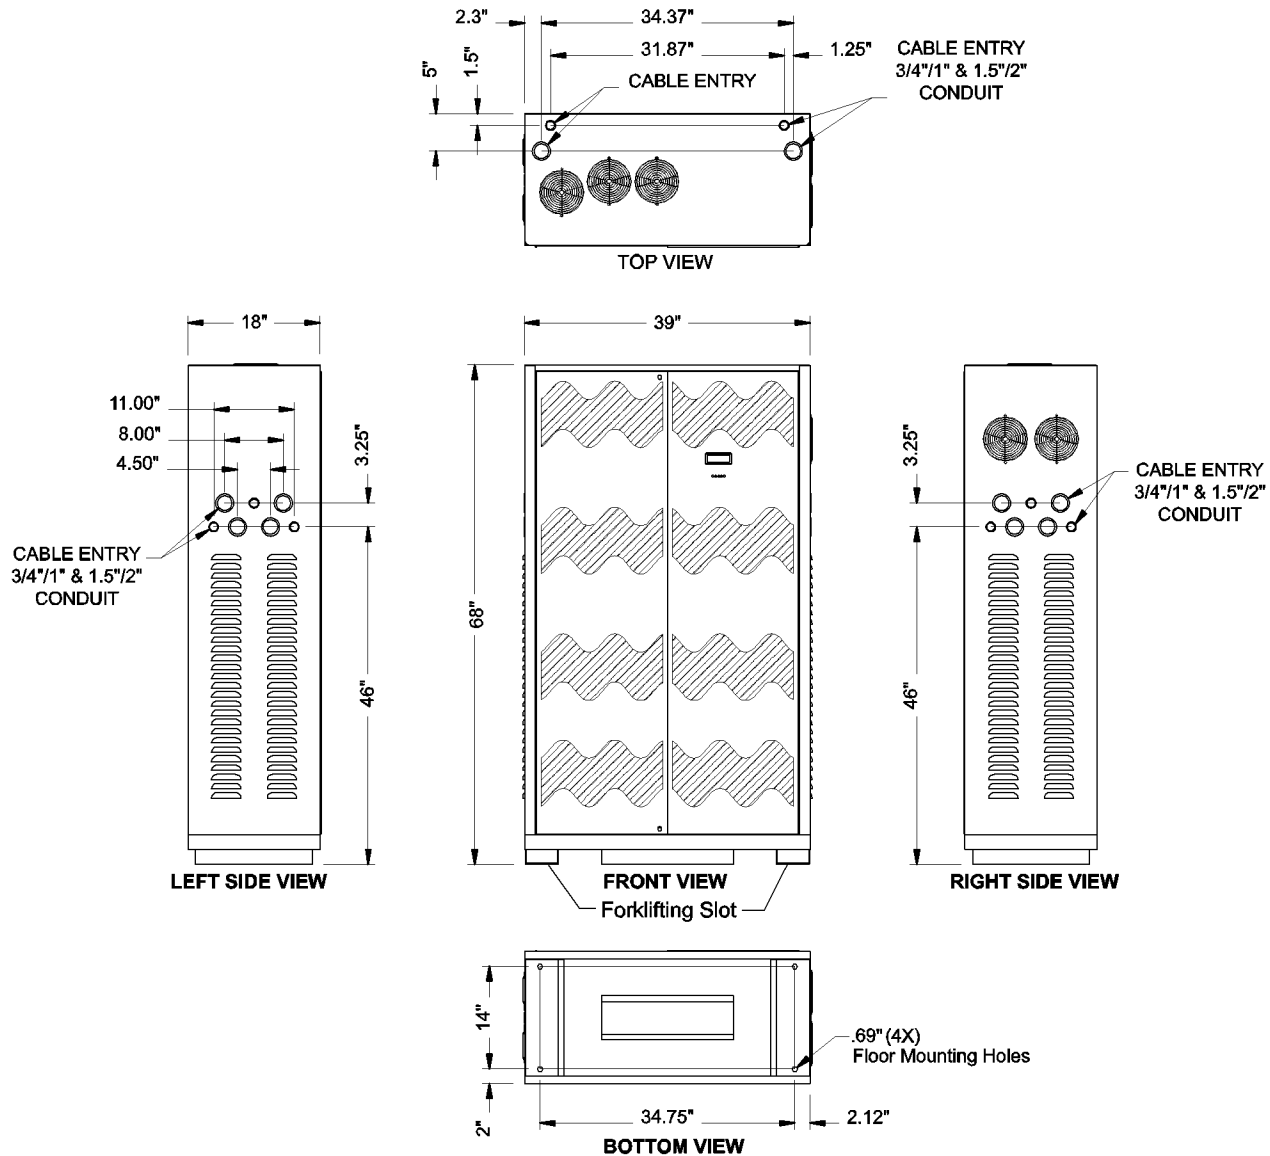 2.3"
34.37"
31.87"
1.25"
5"
1.5"
CABLE ENTRY
CABLE ENTRY
3/4"/1" & 1.5"/2"
CONDUIT
TOP VIEW
18"
39"
11.00"
8.00"
4.50"
3.25"
CABLE ENTRY
3/4"/1" & 1.5"/2"
CONDUIT
46"
68"
3.25"
CABLE ENTRY
3/4"/1" & 1.5"/2"
CONDUIT
46"
LEFT SIDE VIEW
FRONT VIEW
RIGHT SIDE VIEW
Forklifting Slot
14"
2"
.69" (4X)
Floor Mounting Holes
34.75"
2.12"
BOTTOM VIEW